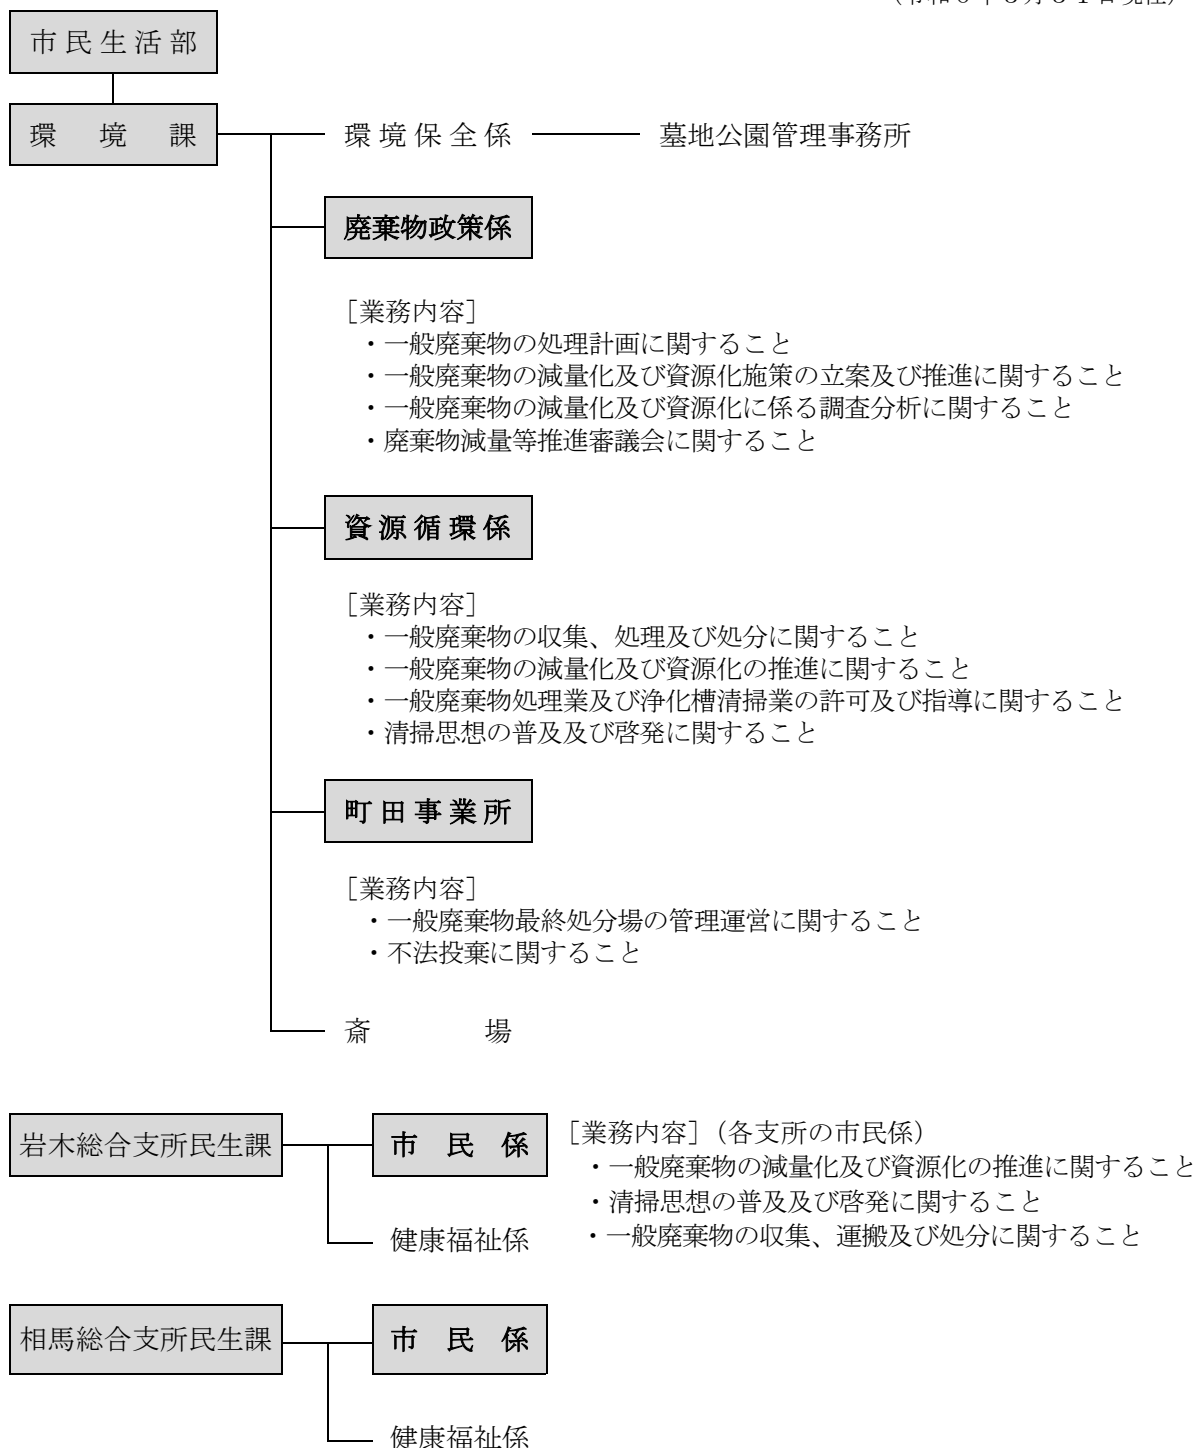 市民生活部
環境課 環境保全係 墓地公園管理事務所
廃棄物政策係
［業務内容］
・一般廃棄物の処理計画に関すること
・一般廃棄物の減量化及び資源化施策の立案及び推進に関すること
・一般廃棄物の減量化及び資源化に係る調査分析に関すること
・廃棄物減量等推進審議会に関すること
資源循環係
［業務内容］
・一般廃棄物の収集、処理及び処分に関すること
・一般廃棄物の減量化及び資源化の推進に関すること
・一般廃棄物処理業及び浄化槽清掃業の許可及び指導に関すること
・清掃思想の普及及び啓発に関すること
町田事業所
［業務内容］
・一般廃棄物最終処分場の管理運営に関すること
・不法投棄に関すること
斎場
岩木総合支所民生課 市民係
［業務内容］（各支所の市民係）
・一般廃棄物の減量化及び資源化の推進に関すること
・清掃思想の普及及び啓発に関すること
・一般廃棄物の収集、運搬及び処分に関すること
健康福祉係
相馬総合支所民生課 市民係
健康福祉係